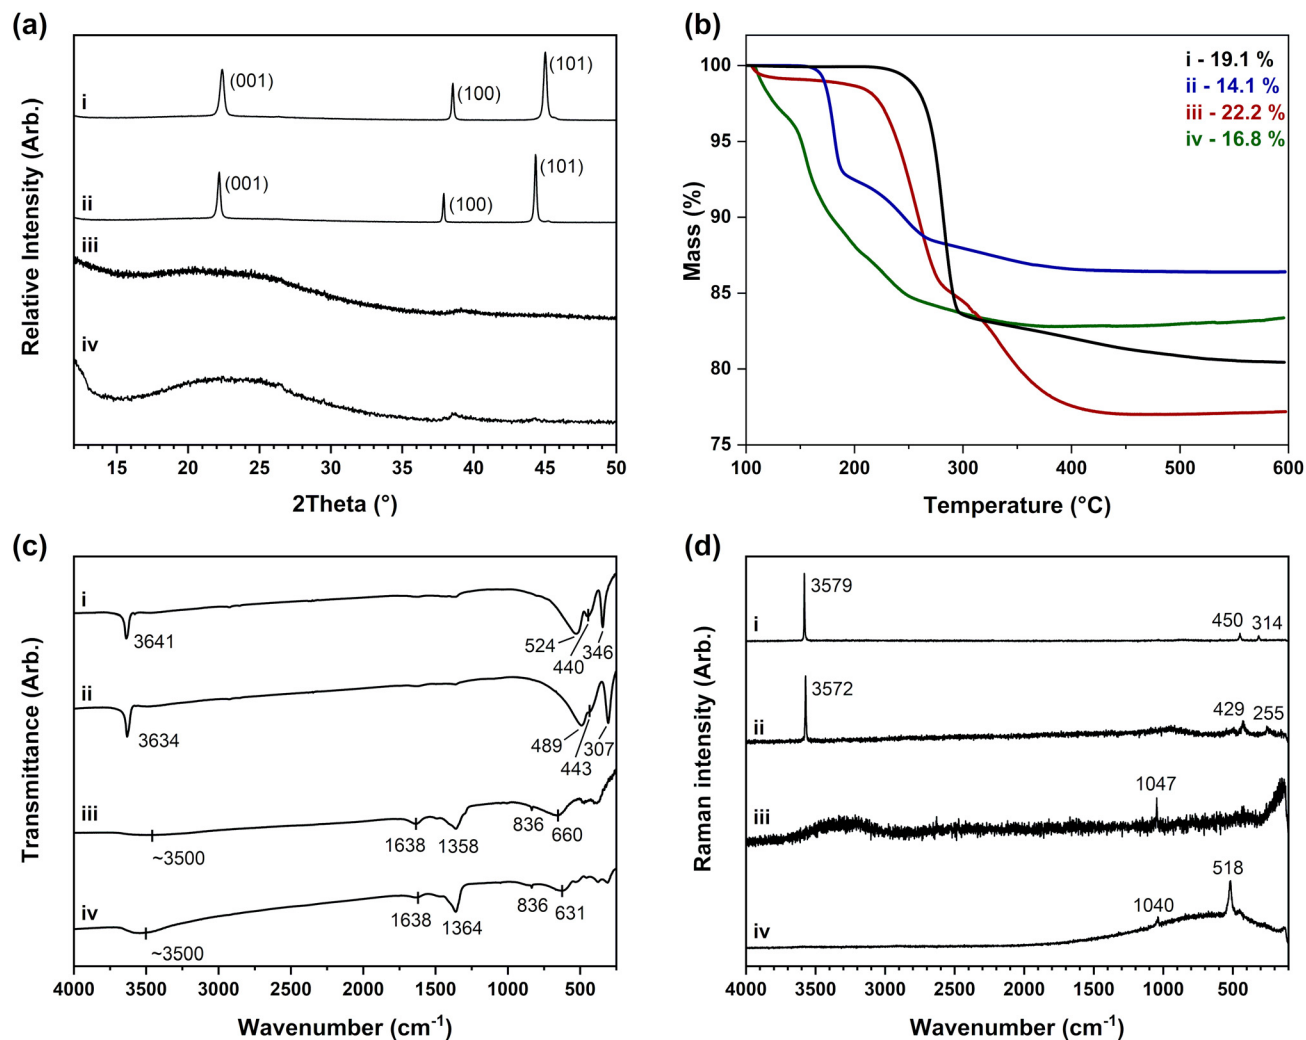 (a)
Relative Intensity (Arb.)
i
(001)
(100)
(101)
ii
(001)
(100)
(101)
iii
iv
15 20 25 30 35 40 45 50
2Theta (°)
(b)
Mass (%)
100
95
90
85
80
75
i - 19.1 %
ii - 14.1 %
iii - 22.2 %
iv - 16.8 %
100 200 300 400 500 600
Temperature (°C)
(c)
Transmittance (Arb.)
i
3641
524
440
346
ii
3634
489
443
307
iii
~3500
1638
1358
836
660
iv
~3500
1638
1364
836
631
4000 3500 3000 2500 2000 1500 1000 500
Wavenumber (cm-1)
(d)
Raman intensity (Arb.)
i
3579
450
314
ii
3572
429
255
iii
1047
iv
1040
518
4000 3500 3000 2500 2000 1500 1000 500
Wavenumber (cm-1)